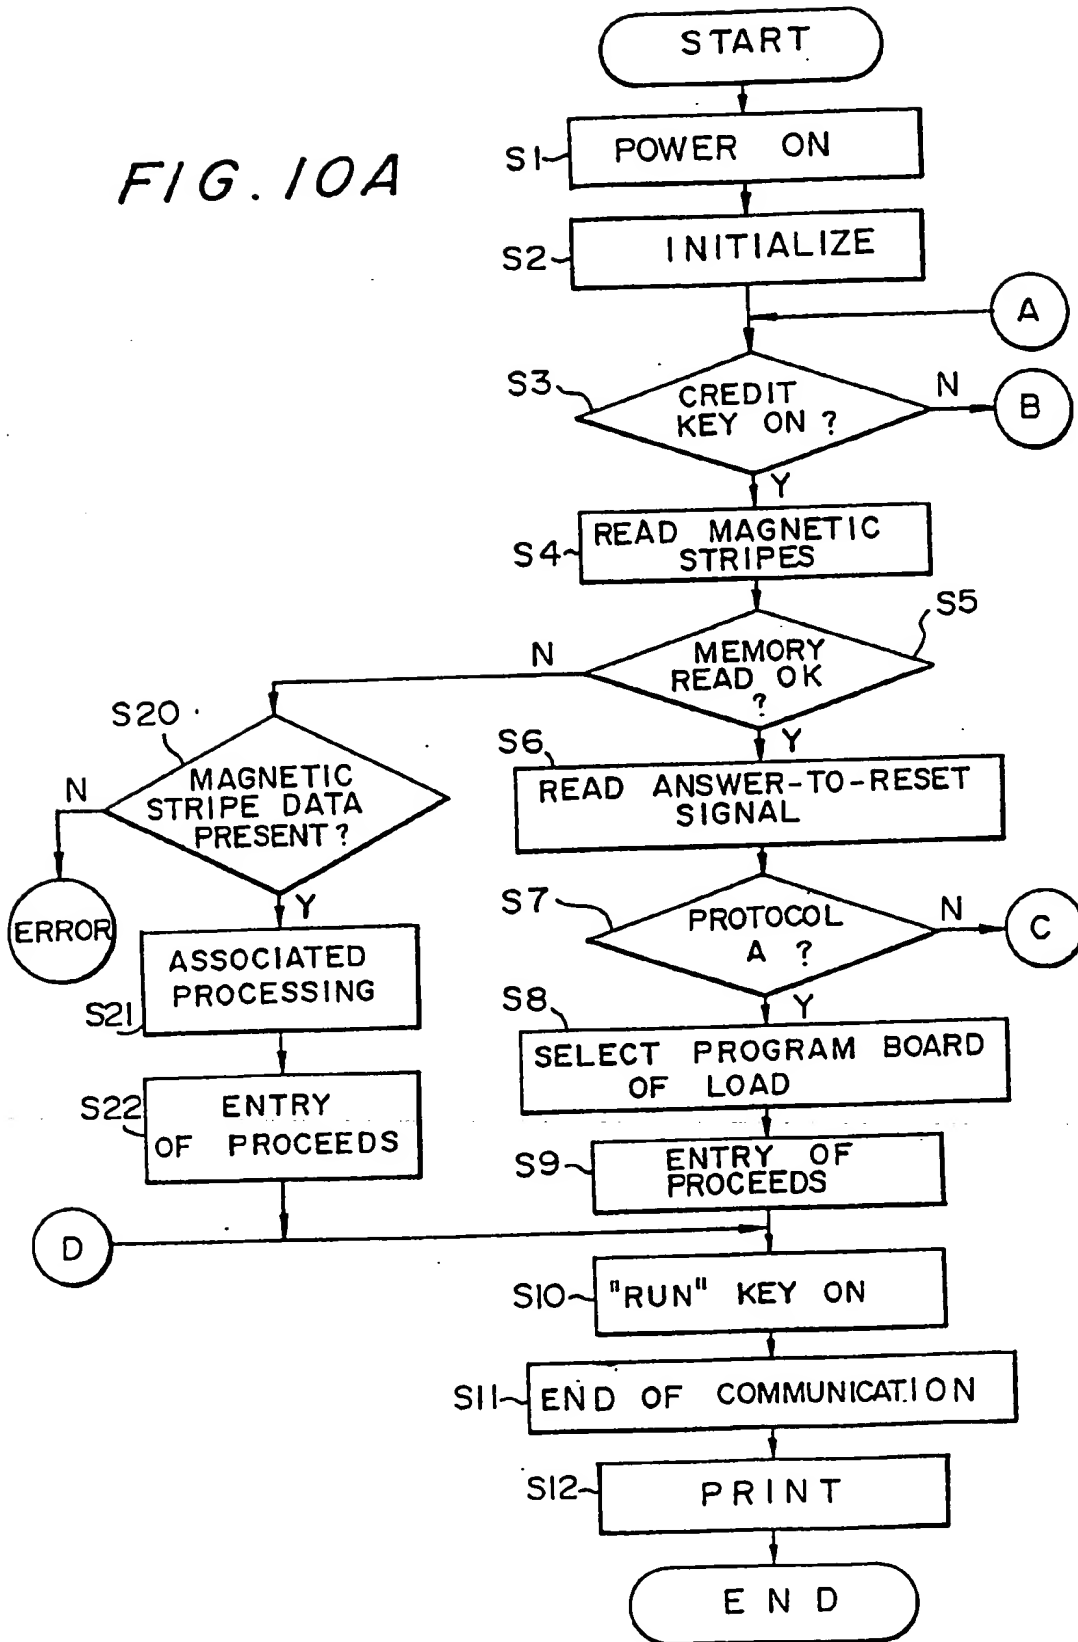 FIG. 10A
START
S1
POWER ON
S2
INITIALIZE
A
S3
CREDIT
KEY ON ?
N
B
Y
S4
READ MAGNETIC
STRIPES
S5
MEMORY
READ OK
?
N
Y
S20
MAGNETIC
STRIPE DATA
PRESENT ?
N
ERROR
Y
S6
READ ANSWER-TO-RESET
SIGNAL
S7
PROTOCOL
A ?
N
C
Y
S21
ASSOCIATED
PROCESSING
S8
SELECT PROGRAM BOARD
OF LOAD
S22
ENTRY
OF PROCEEDS
S9
ENTRY OF
PROCEEDS
D
S10
"RUN" KEY ON
S11
END OF COMMUNICATION
S12
PRINT
END